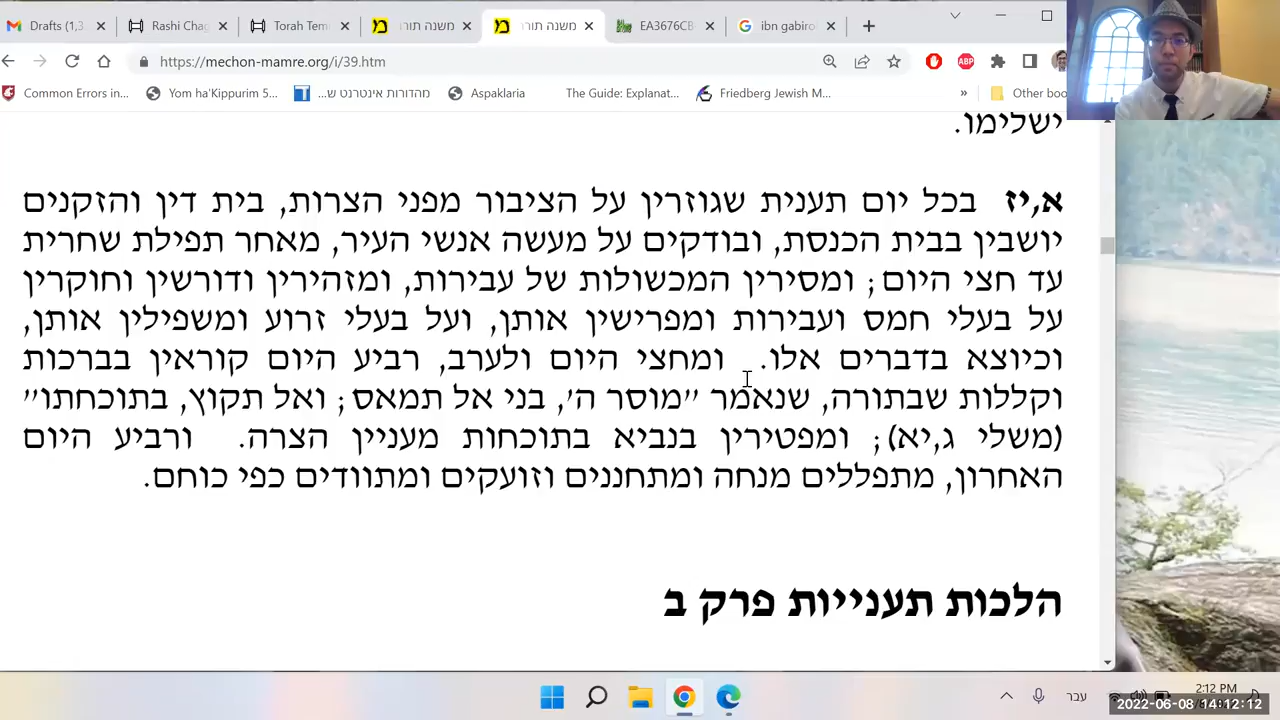 Drafts (1,3
Rashi Chag
Torah Tem
משנה תורו
משנה תורו
EA3676CB
ibn gabiro
https://mechon-mamre.org/i/39.htm
Common Errors in...
Yom ha'Kippurim 5...
Aspaklaria
The Guide: Explanat...
Friedberg Jewish M...
»
Other boo
ישלימו.
א,יז בכל יום תענית שגוזרין על הציבור מפני הצרות, בית דין והזקנים
יושבין בבית הכנסת, ובודקים על מעשה אנשי העיר, מאחר תפילת שחרית
עד חצי היום; ומסירין המכשולות של עבירות, ומזהירין ודורשין וחוקרין
על בעלי חמס ועבירות ומפרישין אותן, ועל בעלי זרוע ומשפילין אותן,
וכיוצא בדברים אלו. ומחצי היום ולערב, רביע היום קוראין בברכות
וקללות שבתורה, שנאמר "מוסר ה', בני אל תמאס; ואל תקוץ, בתוכחתו"
(משלי ג,יא); ומפטירין בנביא בתוכחות מעניין הצרה. ורביע היום
האחרון, מתפללים מנחה ומתחננים וזועקים ומתוודים כפי כוחם.
הלכות תענייות פרק ב
עבר
2:12 PM
2022-06-08 14:12:12